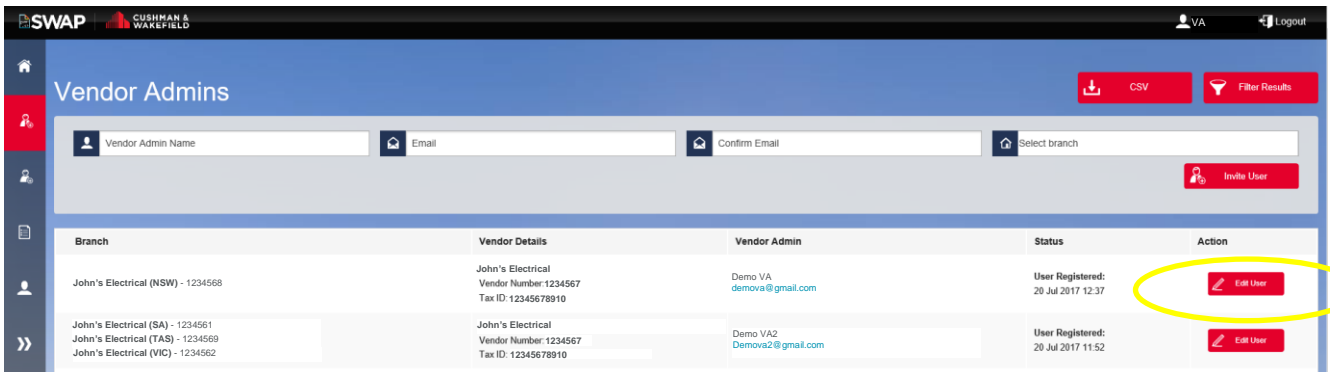 SWAP
CUSHMAN &
WAKEFIELD
VA
Logout
Vendor Admins
CSV
Filter Results
Vendor Admin Name
Email
Confirm Email
Select branch
Invite User
Branch
Vendor Details
Vendor Admin
Status
Action
John's Electrical (NSW) - 1234568
John's Electrical
Vendor Number:1234567
Tax ID: 12345678910
Demo VA
demova@gmail.com
User Registered:
20 Jul 2017 12:37
Edit User
John's Electrical (SA) - 1234561
John's Electrical (TAS) - 1234569
John's Electrical (VIC) - 1234562
John's Electrical
Vendor Number:1234567
Tax ID: 12345678910
Demo VA2
Demova2@gmail.com
User Registered:
20 Jul 2017 11:52
Edit User